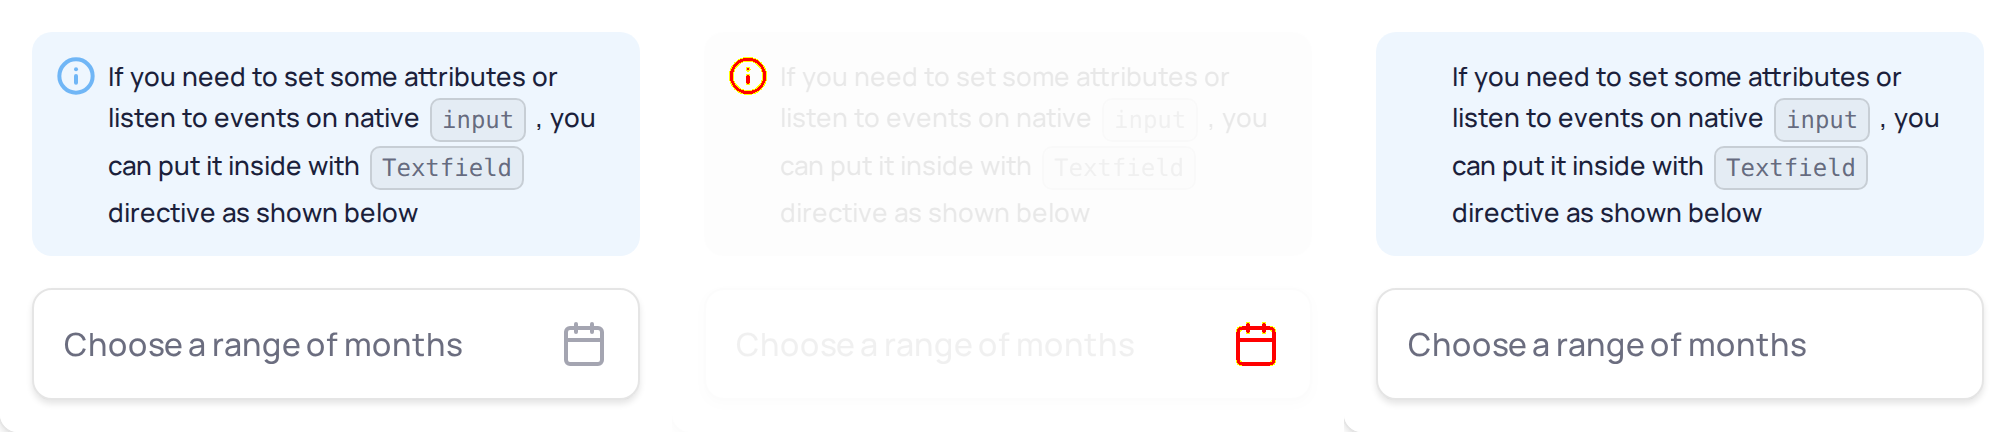 If you need to set some attributes or
listen to events on native input , you
can put it inside with Textfield
directive as shown below
Choose a range of months
If you need to set some attributes or
listen to events on native input , you
can put it inside with Textfield
directive as shown below
Choose a range of months
If you need to set some attributes or
listen to events on native input , you
can put it inside with Textfield
directive as shown below
Choose a range of months